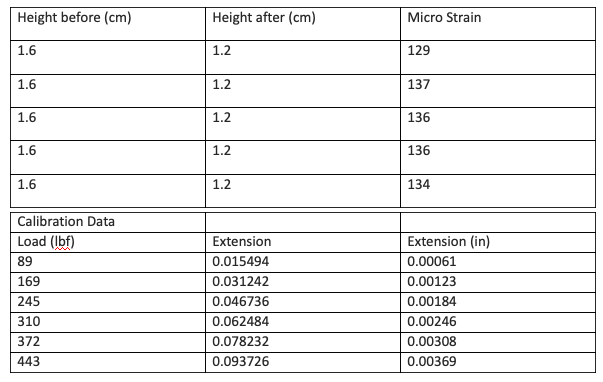 Height before (cm) Height after (cm) Micro Strain
1.6 1.2 129
1.6 1.2 137
1.6 1.2 136
1.6 1.2 136
1.6 1.2 134
Calibration Data
Load (lbf) Extension Extension (in)
89 0.015494 0.00061
169 0.031242 0.00123
245 0.046736 0.00184
310 0.062484 0.00246
372 0.078232 0.00308
443 0.093726 0.00369